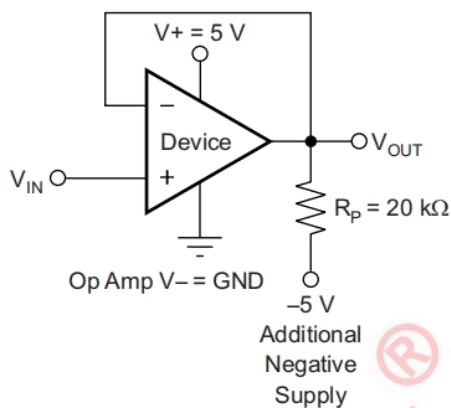 V+ = 5 V
−
Device
V_OUT
V_IN
+
R_P = 20 kΩ
Op Amp V− = GND
−5 V
Additional
Negative
Supply
®